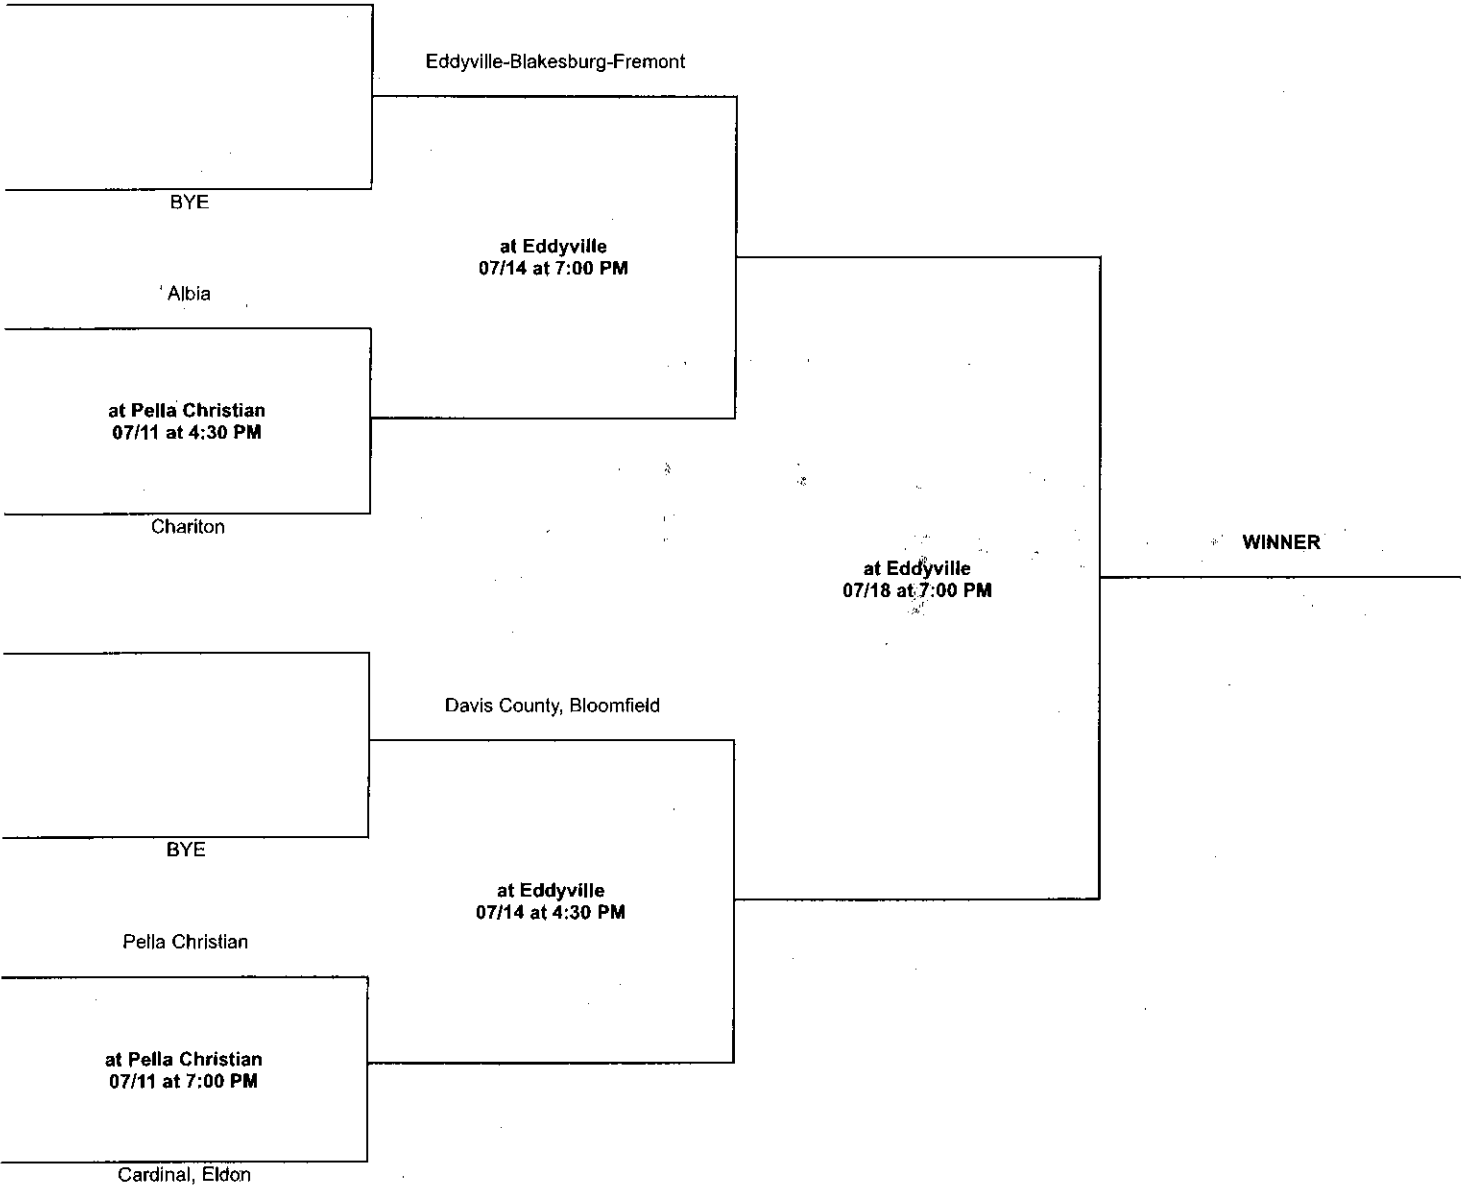 Eddyville-Blakesburg-Fremont
BYE
at Eddyville
07/14 at 7:00 PM
Albia
at Pella Christian
07/11 at 4:30 PM
Chariton
WINNER
at Eddyville
07/18 at 7:00 PM
Davis County, Bloomfield
BYE
at Eddyville
07/14 at 4:30 PM
Pella Christian
at Pella Christian
07/11 at 7:00 PM
Cardinal, Eldon